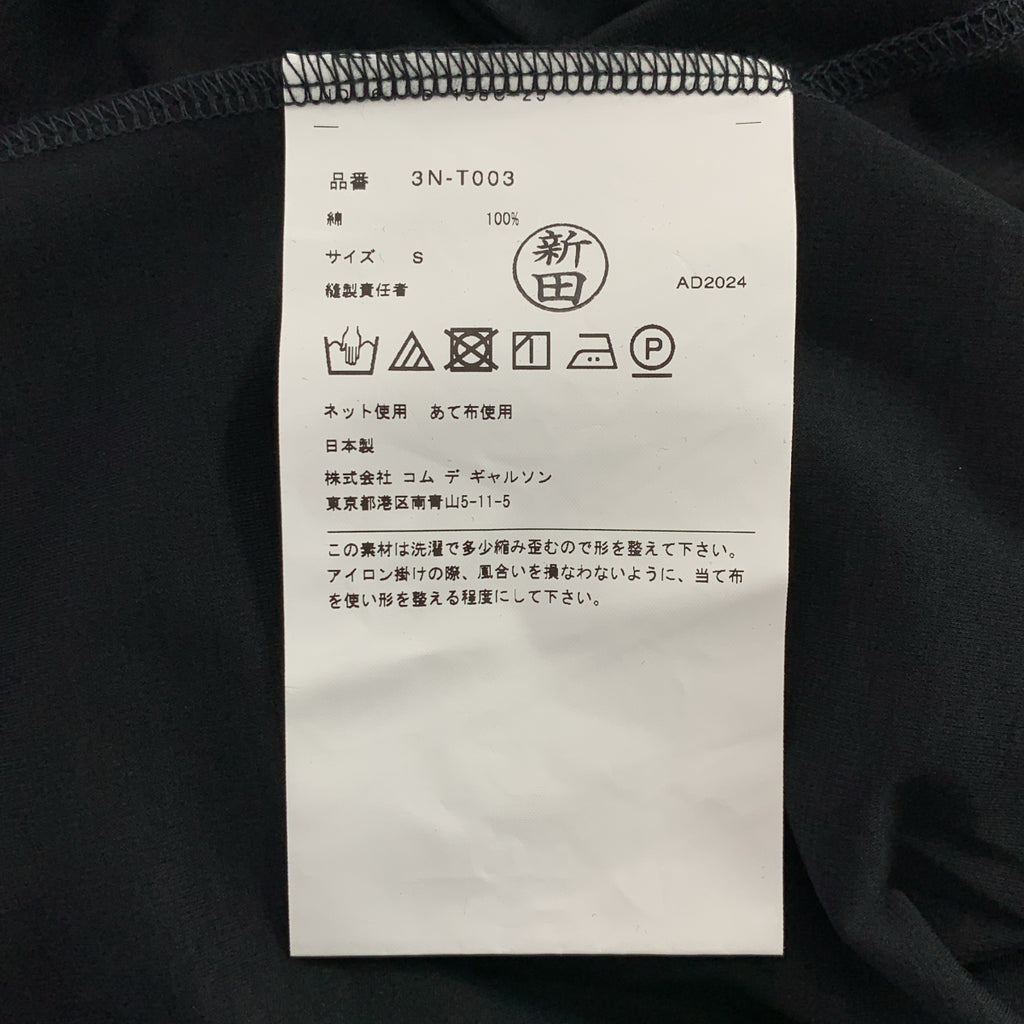 品番 3N-T003
綿 100%
サイズ S
新田
縫製責任者 AD2024
P
ネット使用 あて布使用
日本製
株式会社 コム デ ギャルソン
東京都港区南青山5-11-5
この素材は洗濯で多少縮み歪むので形を整えて下さい。
アイロン掛けの際、風合いを損なわないように、当て布
を使い形を整える程度にして下さい。